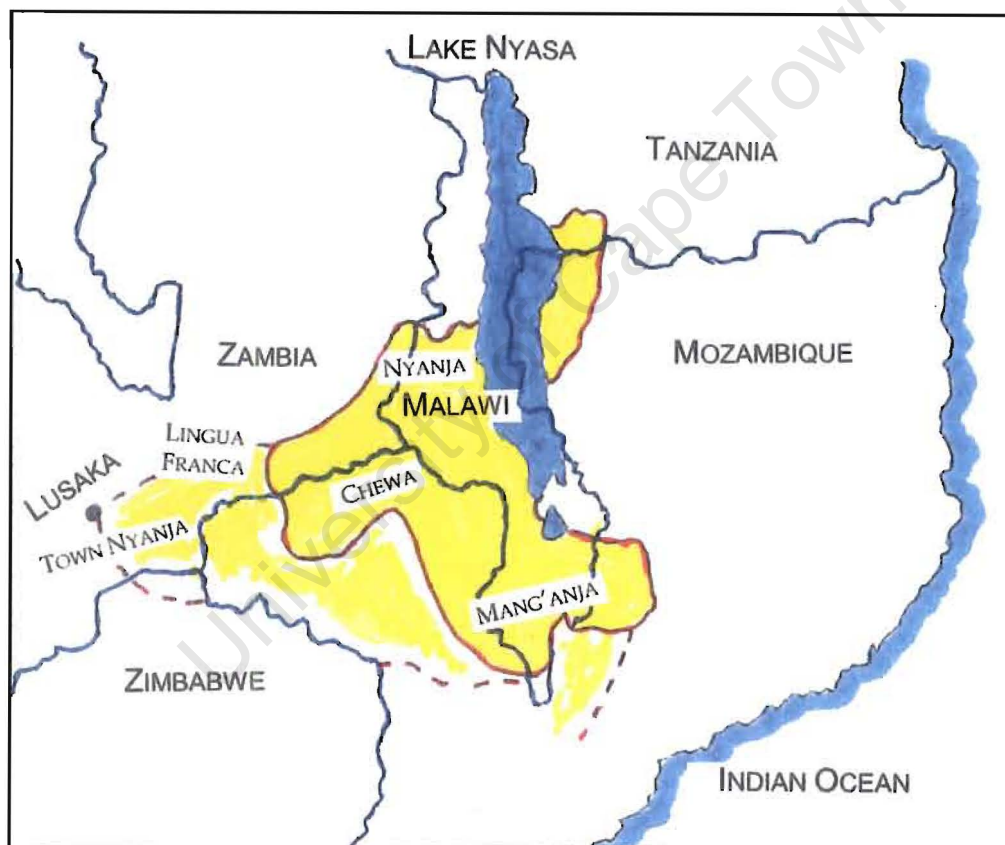 LAKE NYASA
TANZANIA
ZAMBIA
MOZAMBIQUE
NYANJA
MALAWI
LINGUA
FRANCA
LUSAKA
CHEWA
TOWN NYANJA
MANG'ANJA
ZIMBABWE
INDIAN OCEAN
University of Cape Town